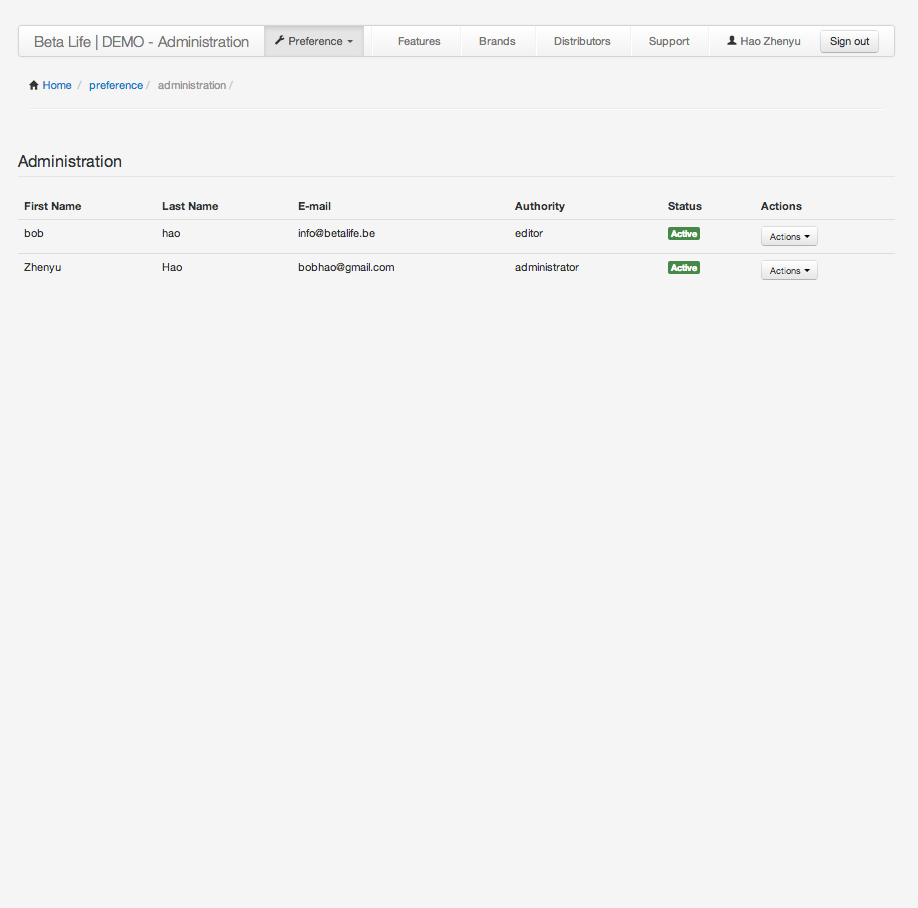 Beta Life | DEMO - Administration Preference Features Brands Distributors Support Hao Zhenyu Sign out
Home / preference / administration /
Administration
First Name Last Name E-mail Authority Status Actions
bob hao info@betalife.be editor Active Actions
Zhenyu Hao bobhao@gmail.com administrator Active Actions